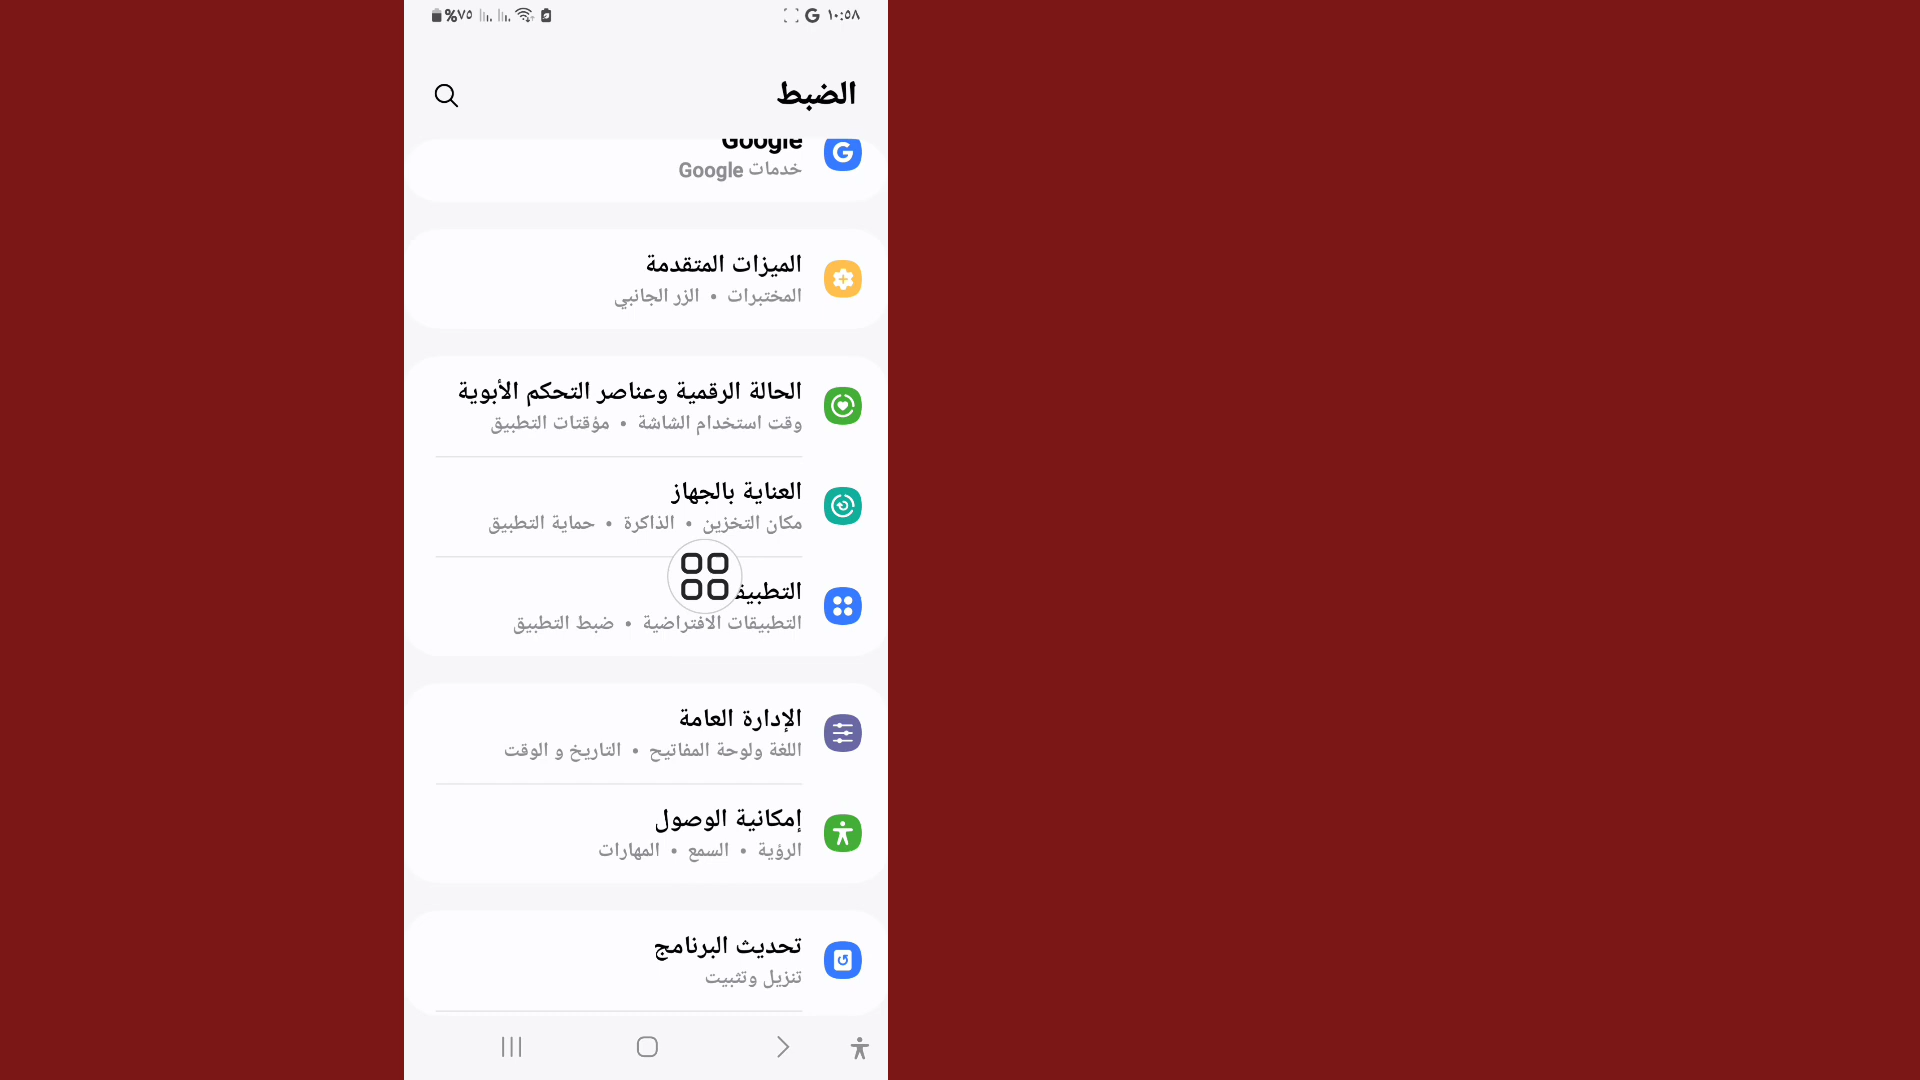 ١٠:٥٨ G %٧٥
الضبط
Google
خدمات Google
الميزات المتقدمة
المختبرات • الزر الجانبي
الحالة الرقمية وعناصر التحكم الأبوية
وقت استخدام الشاشة • مؤقتات التطبيق
العناية بالجهاز
مكان التخزين • الذاكرة • حماية التطبيق
التطبيقات الافتراضية • ضبط التطبيق
الإدارة العامة
اللغة ولوحة المفاتيح • التاريخ و الوقت
إمكانية الوصول
الرؤية • السمع • المهارات
تحديث البرنامج
تنزيل وتثبيت